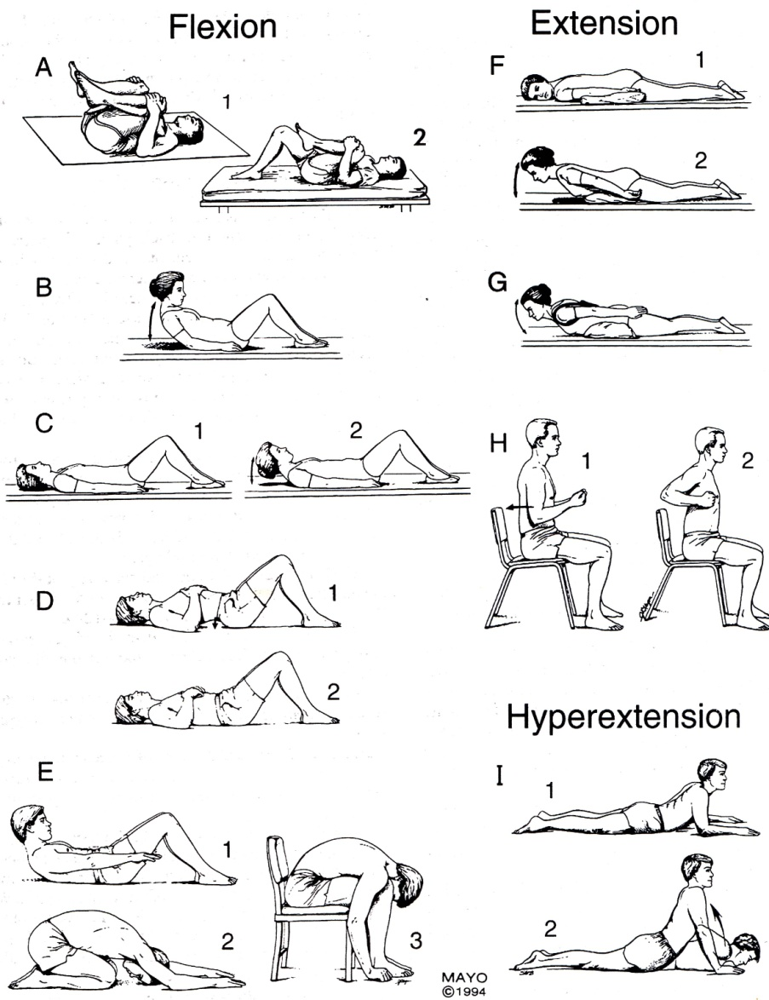 Flexion
A
1
2
B
C
1
2
D
1
2
E
1
2
3
Extension
F
1
2
G
H
1
2
Hyperextension
I
1
2
MAYO
©1994